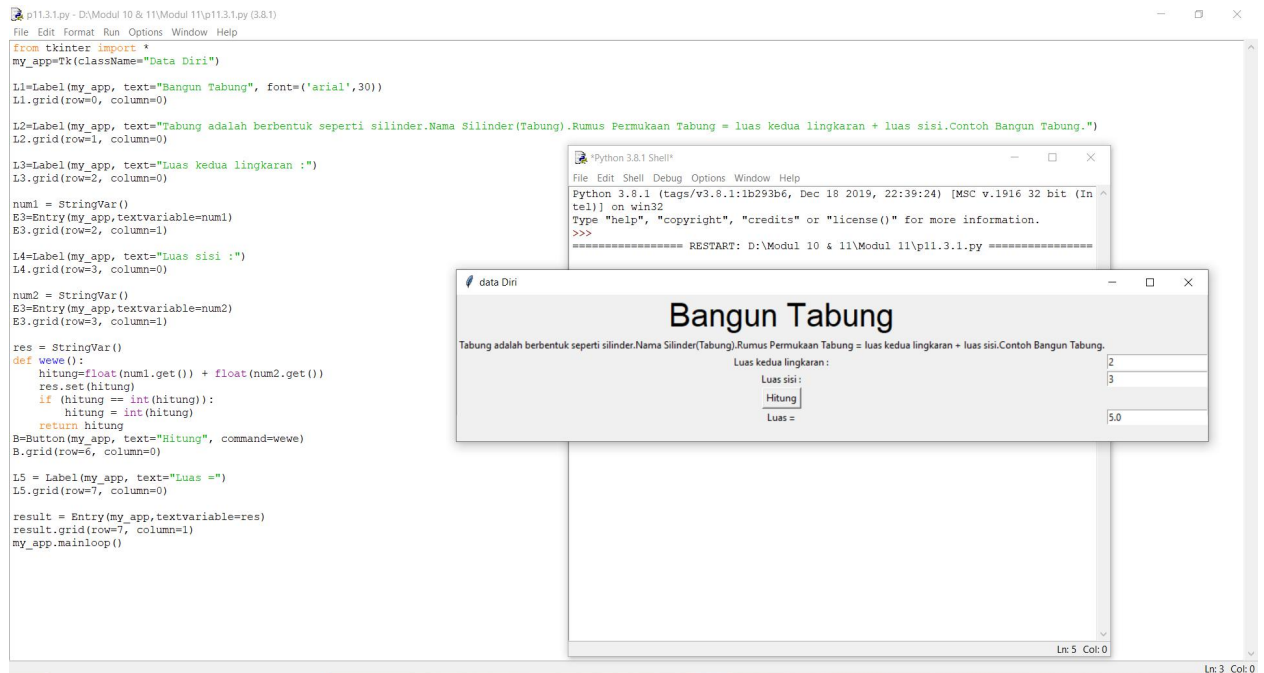 p11.3.1.py - D:\Modul 10 & 11\Modul 11\p11.3.1.py (3.8.1)
File Edit Format Run Options Window Help
from tkinter import *
my_app=Tk(className="Data Diri")

L1=Label(my_app, text="Bangun Tabung", font=('arial',30))
L1.grid(row=0, column=0)

L2=Label(my_app, text="Tabung adalah berbentuk seperti silinder.Nama Silinder(Tabung).Rumus Permukaan Tabung = luas kedua lingkaran + luas sisi.Contoh Bangun Tabung.")
L2.grid(row=1, column=0)

L3=Label(my_app, text="Luas kedua lingkaran :")
L3.grid(row=2, column=0)

num1 = StringVar()
E3=Entry(my_app,textvariable=num1)
E3.grid(row=2, column=1)

L4=Label(my_app, text="Luas sisi :")
L4.grid(row=3, column=0)

num2 = StringVar()
E3=Entry(my_app,textvariable=num2)
E3.grid(row=3, column=1)

res = StringVar()
def wewe():
    hitung=float(num1.get()) + float(num2.get())
    res.set(hitung)
    if (hitung == int(hitung)):
        hitung = int(hitung)
    return hitung
B=Button(my_app, text="Hitung", command=wewe)
B.grid(row=6, column=0)

L5 = Label(my_app, text="Luas =")
L5.grid(row=7, column=0)

result = Entry(my_app,textvariable=res)
result.grid(row=7, column=1)
my_app.mainloop()
*Python 3.8.1 Shell*
File Edit Shell Debug Options Window Help
Python 3.8.1 (tags/v3.8.1:1b293b6, Dec 18 2019, 22:39:24) [MSC v.1916 32 bit (In
tel)] on win32
Type "help", "copyright", "credits" or "license()" for more information.
>>>
================= RESTART: D:\Modul 10 & 11\Modul 11\p11.3.1.py ================
data Diri
Bangun Tabung
Tabung adalah berbentuk seperti silinder.Nama Silinder(Tabung).Rumus Permukaan Tabung = luas kedua lingkaran + luas sisi.Contoh Bangun Tabung.
Luas kedua lingkaran : 2
Luas sisi : 3
Hitung
Luas = 5.0
Ln: 5 Col: 0
Ln: 3 Col: 0